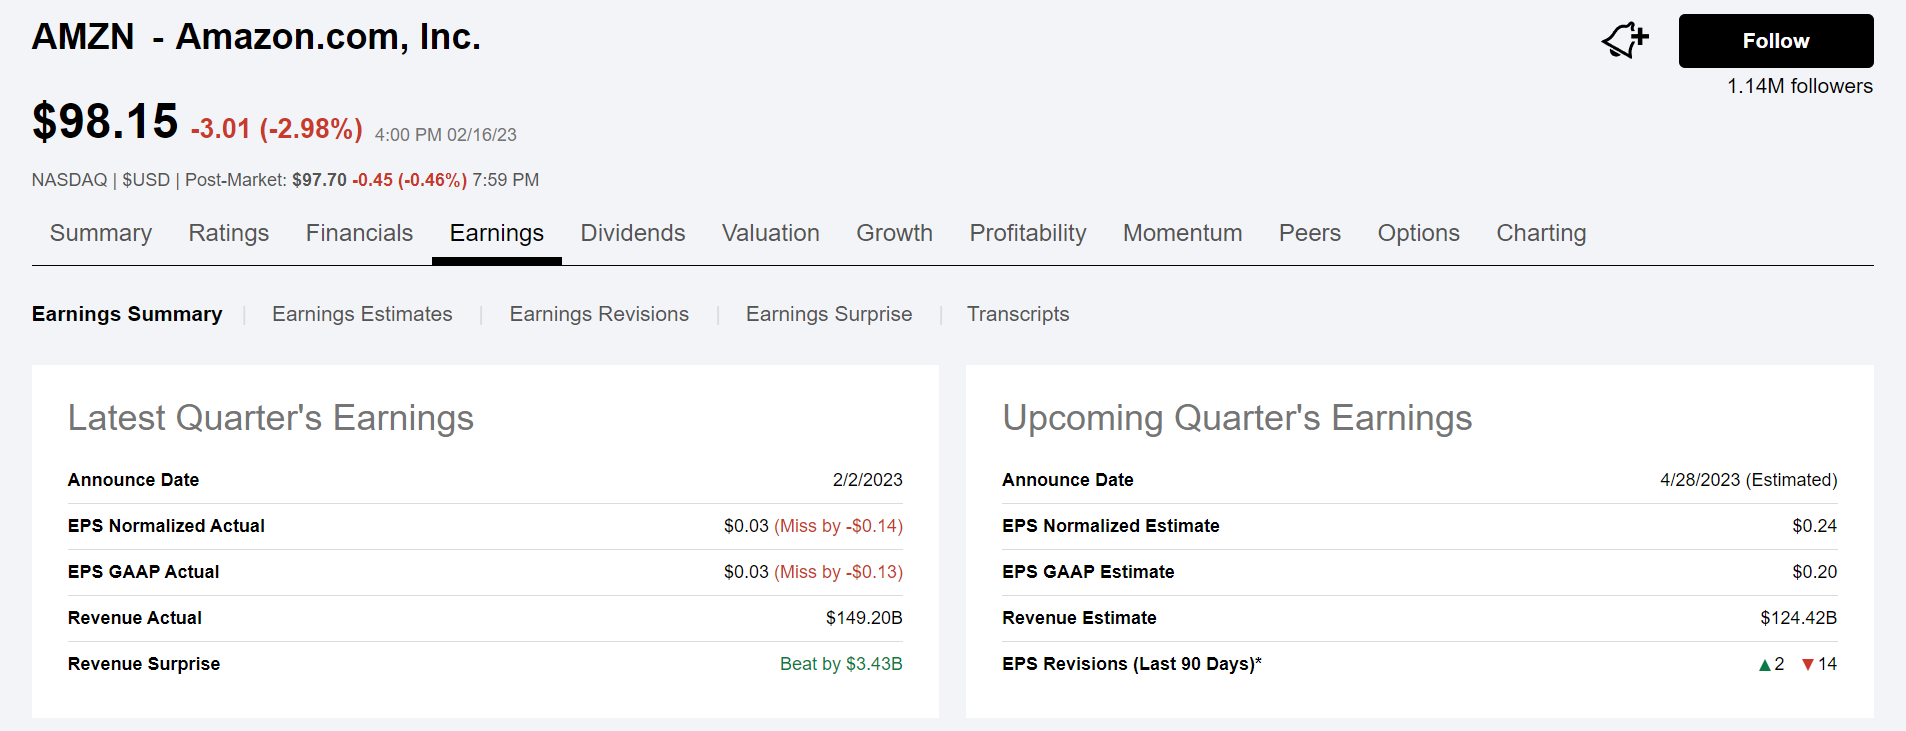 AMZN - Amazon.com, Inc.
Follow
1.14M followers
$98.15 -3.01 (-2.98%) 4:00 PM 02/16/23
NASDAQ | $USD | Post-Market: $97.70 -0.45 (-0.46%) 7:59 PM
Summary Ratings Financials Earnings Dividends Valuation Growth Profitability Momentum Peers Options Charting
Earnings Summary | Earnings Estimates | Earnings Revisions | Earnings Surprise | Transcripts
Latest Quarter's Earnings
Announce Date 2/2/2023
EPS Normalized Actual $0.03 (Miss by -$0.14)
EPS GAAP Actual $0.03 (Miss by -$0.13)
Revenue Actual $149.20B
Revenue Surprise Beat by $3.43B
Upcoming Quarter's Earnings
Announce Date 4/28/2023 (Estimated)
EPS Normalized Estimate $0.24
EPS GAAP Estimate $0.20
Revenue Estimate $124.42B
EPS Revisions (Last 90 Days)* ▲2 ▼14